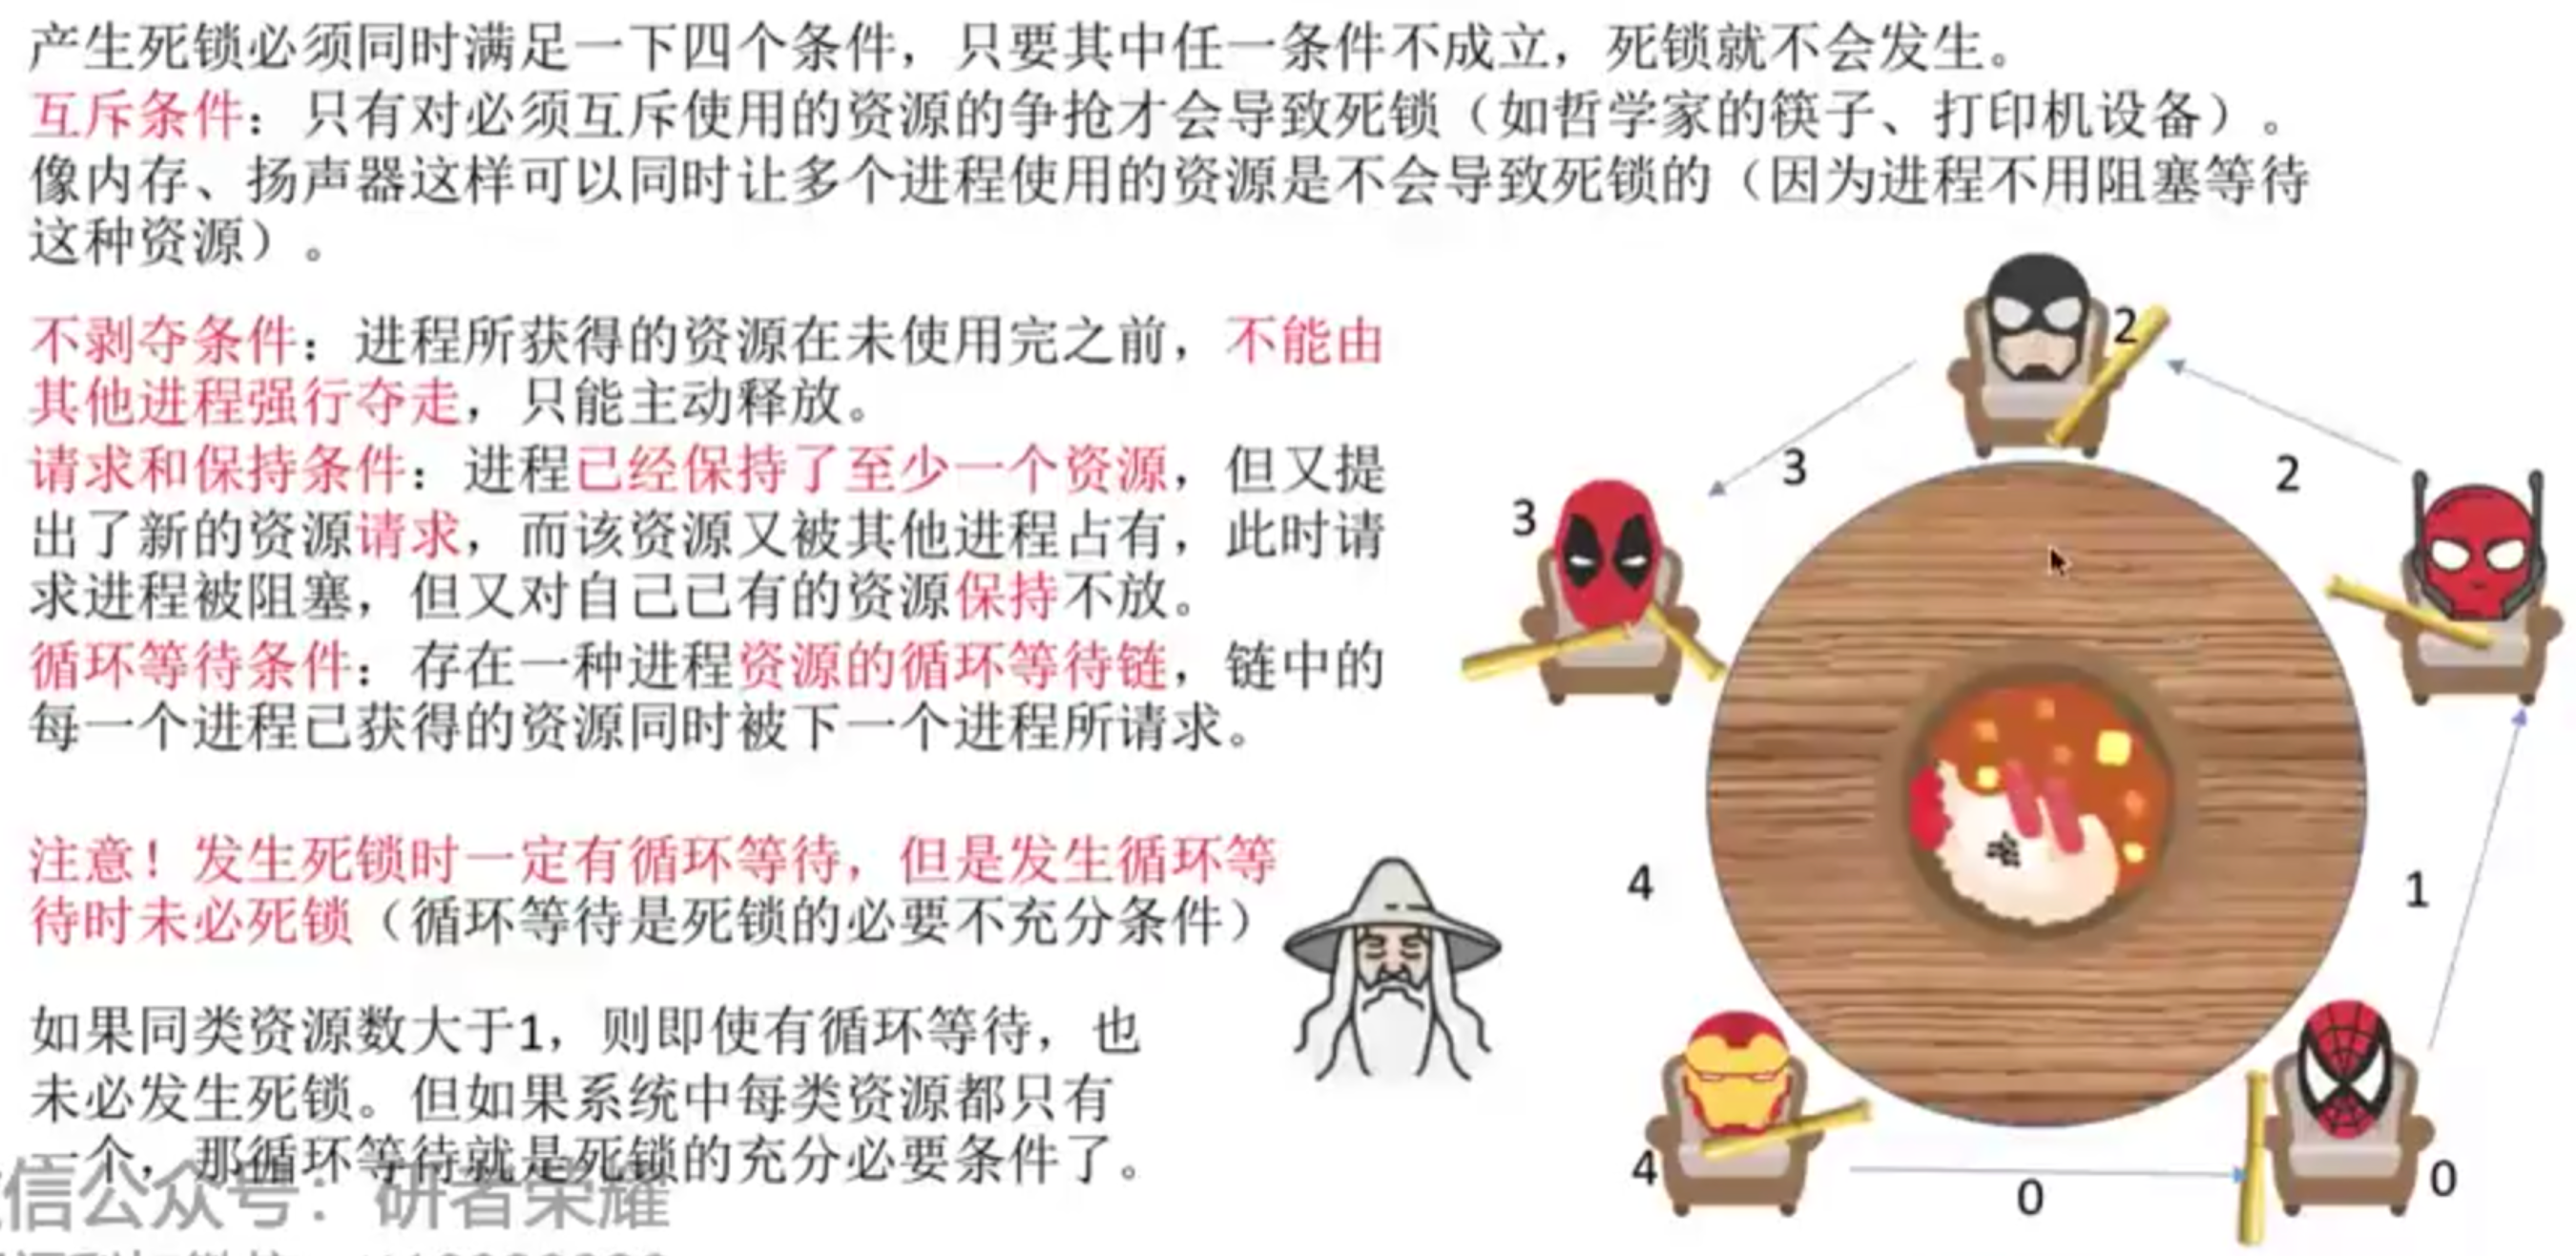 产生死锁必须同时满足一下四个条件，只要其中任一条件不成立，死锁就不会发生。
互斥条件：只有对必须互斥使用的资源的争抢才会导致死锁（如哲学家的筷子、打印机设备）。
像内存、扬声器这样可以同时让多个进程使用的资源是不会导致死锁的（因为进程不用阻塞等待
这种资源）。
不剥夺条件：进程所获得的资源在未使用完之前，不能由
其他进程强行夺走，只能主动释放。
请求和保持条件：进程已经保持了至少一个资源，但又提
出了新的资源请求，而该资源又被其他进程占有，此时请
求进程被阻塞，但又对自己已有的资源保持不放。
循环等待条件：存在一种进程资源的循环等待链，链中的
每一个进程已获得的资源同时被下一个进程所请求。
注意！发生死锁时一定有循环等待，但是发生循环等
待时未必死锁（循环等待是死锁的必要不充分条件）
如果同类资源数大于1，则即使有循环等待，也
未必发生死锁。但如果系统中每类资源都只有
一个，那循环等待就是死锁的充分必要条件了。
信公众号：研者荣耀
2
3
2
3
4
1
4
0
0